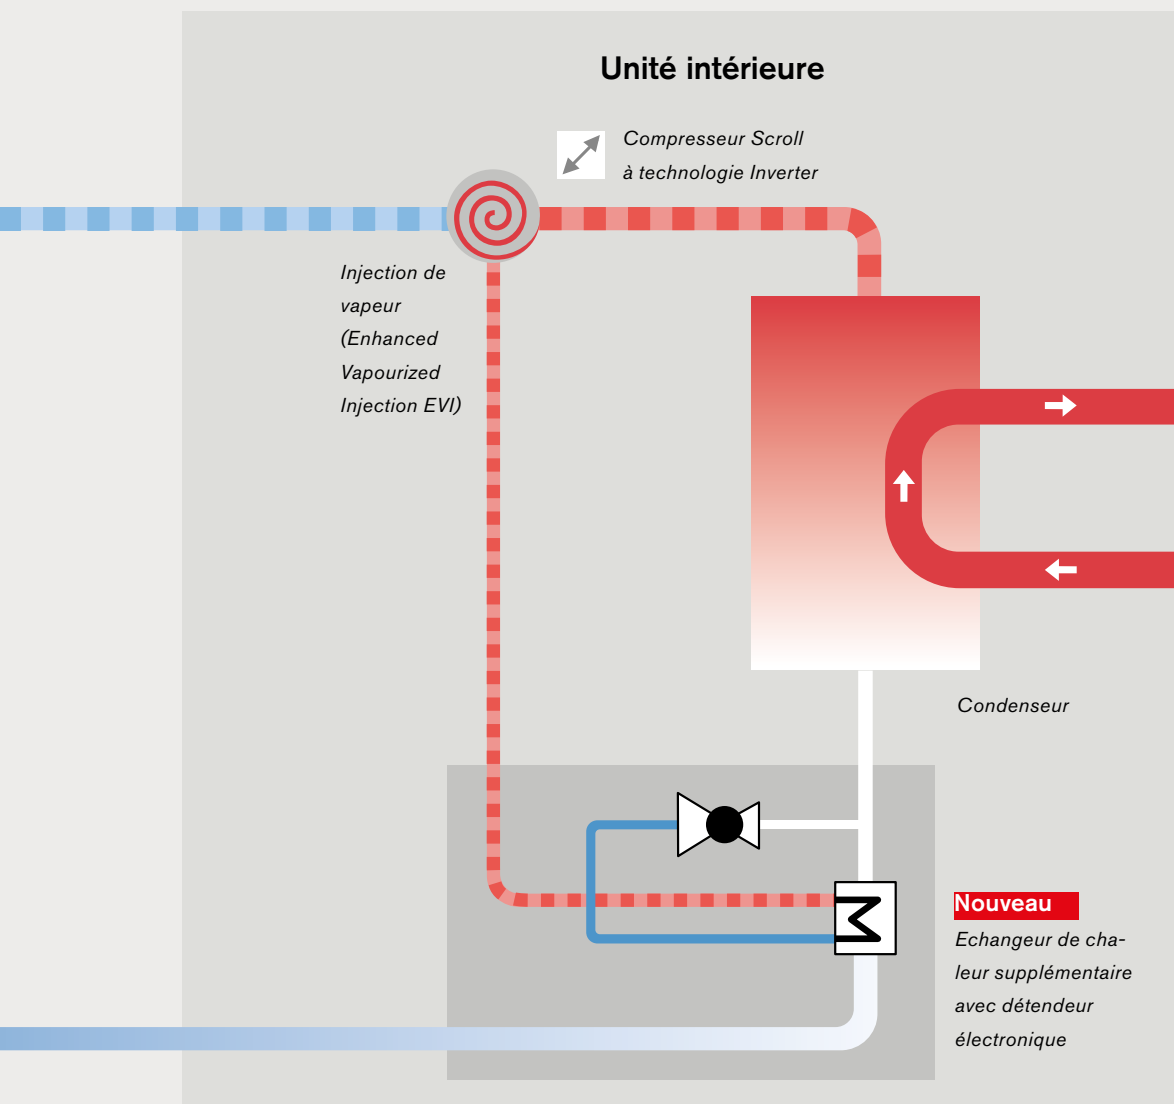 Unité intérieure
Compresseur Scroll
à technologie Inverter
Injection de
vapeur
(Enhanced
Vapourized
Injection EVI)
Condenseur
Nouveau
Echangeur de cha-
leur supplémentaire
avec détendeur
électronique